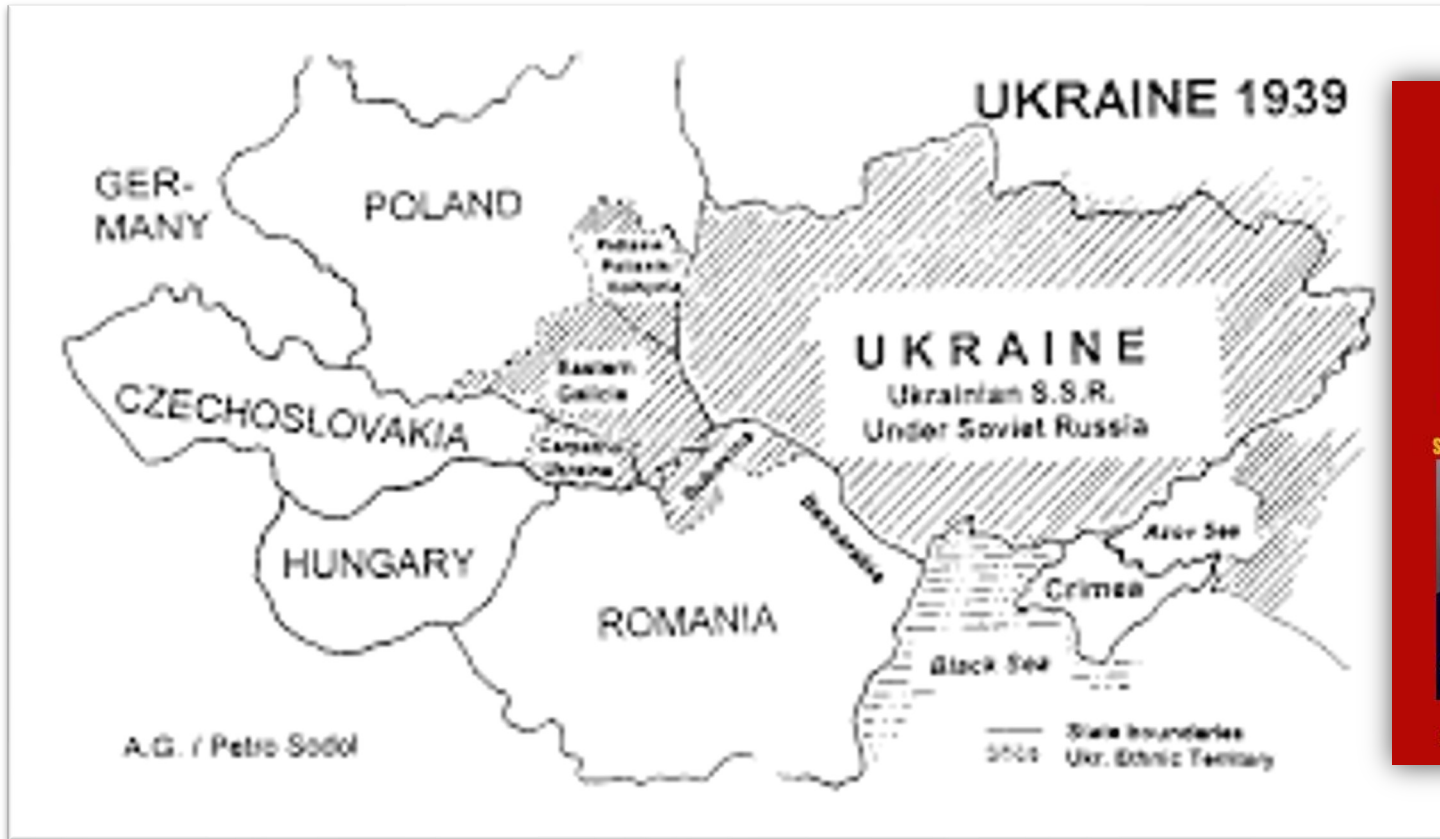 UKRAINE 1939
GER-
MANY
POLAND
Eastern
Galicia
UKRAINE
Ukrainian S.S.R.
Under Soviet Russia
CZECHOSLOVAKIA
Carpatho
Ukraine
Bessarabia
Azov Sea
Crimea
HUNGARY
ROMANIA
Black Sea
State boundaries
Ukr. Ethnic Territory
A.G. / Petro Sodol